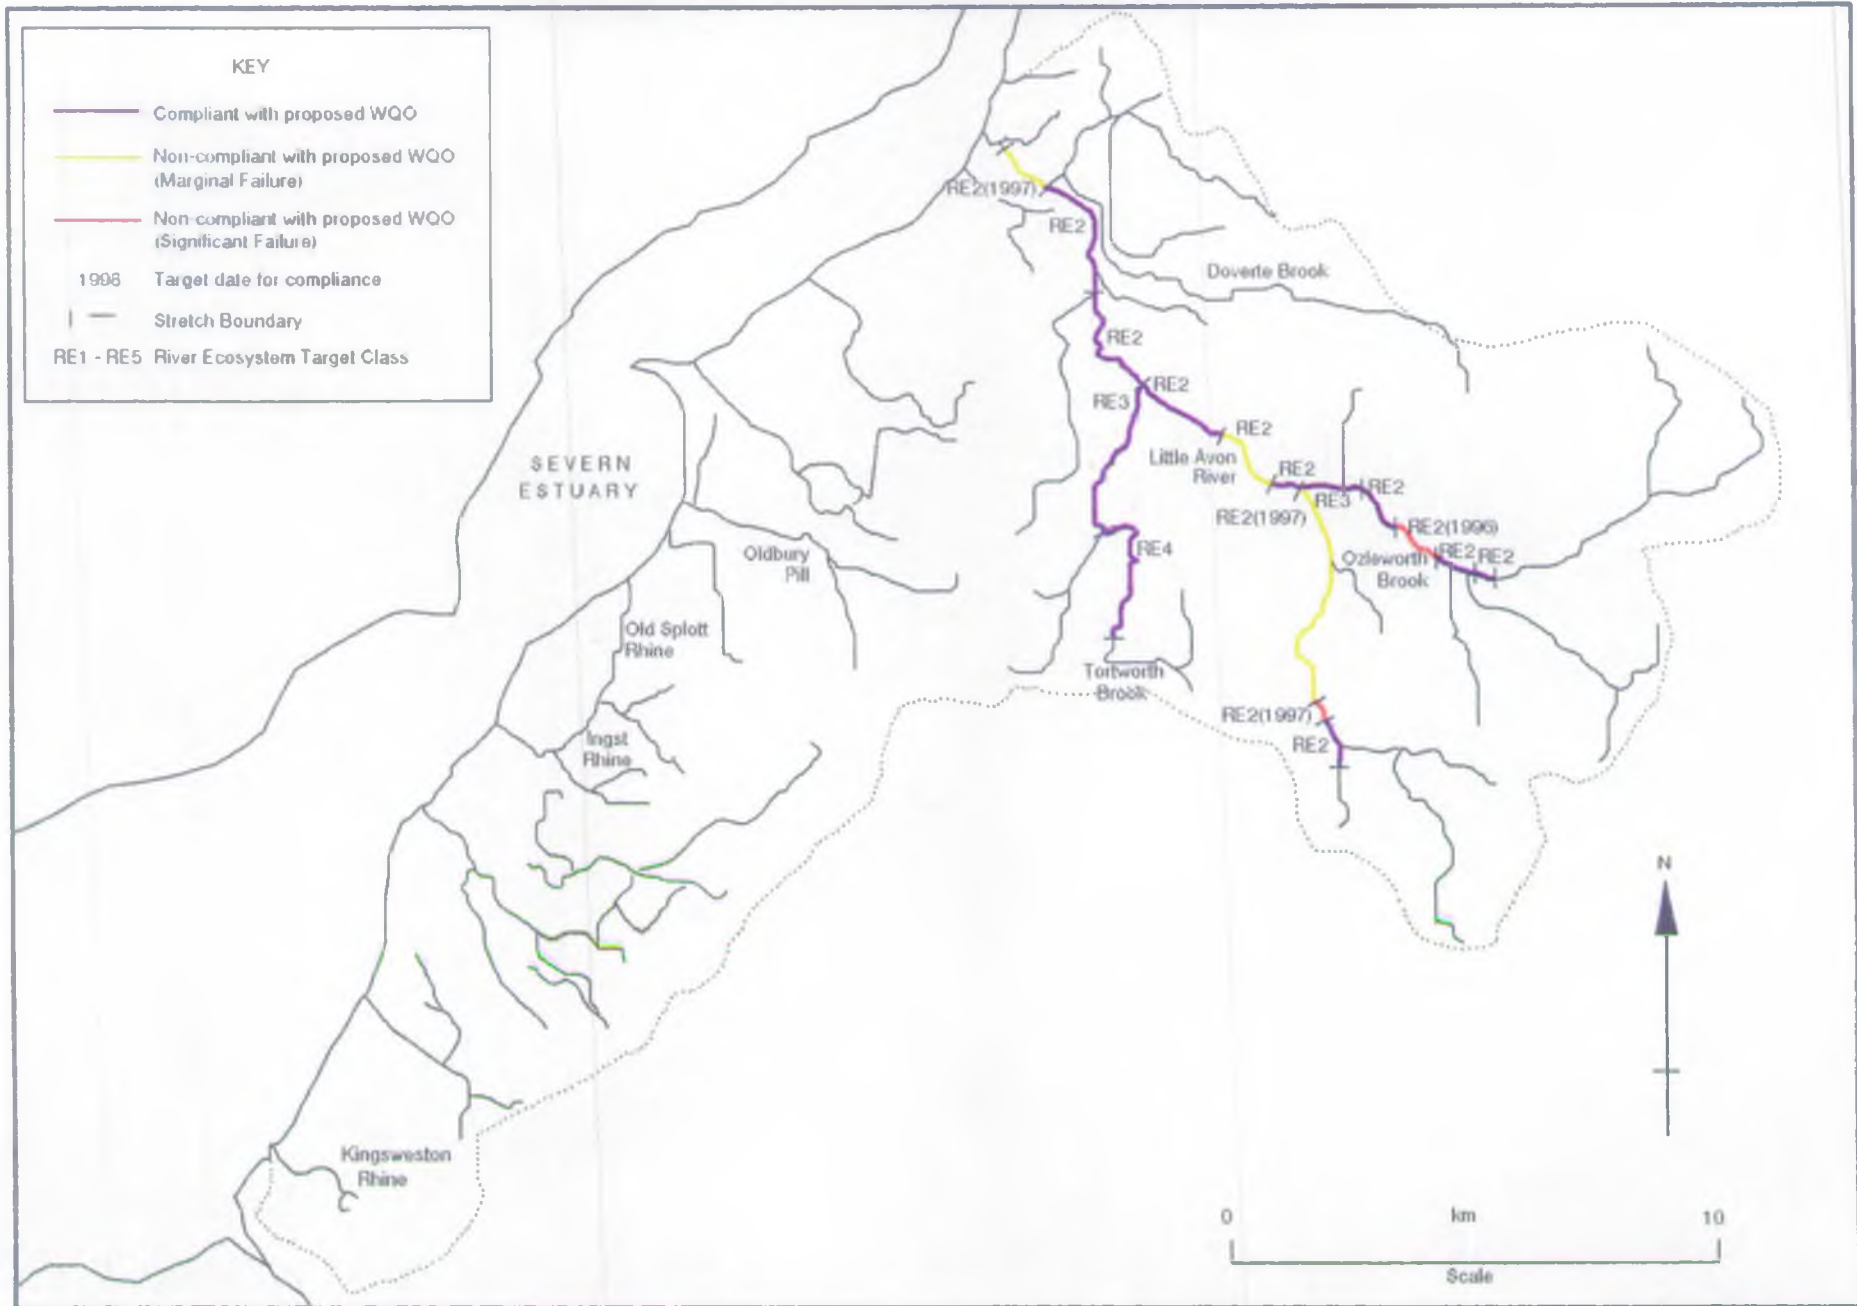 KEY
Compliant with proposed WQO
Non-compliant with proposed WQO
(Marginal Failure)
Non-compliant with proposed WQO
(Significant Failure)
1996 Target date for compliance
Stretch Boundary
RE1 - RE5 River Ecosystem Target Class
RE2(1997)
RE2
Doverte Brook
RE2
RE2
RE3
RE2
Little Avon
River
RE2
RE3
RE2
RE2(1997)
RE2(1996)
RE2
RE2
Ozleworth
Brook
RE4
SEVERN
ESTUARY
Oldbury
Pill
Old Splott
Rhine
Tortworth
Brook
RE2(1997)
RE2
Ingst
Rhine
N
Kingsweston
Rhine
0 km 10
Scale